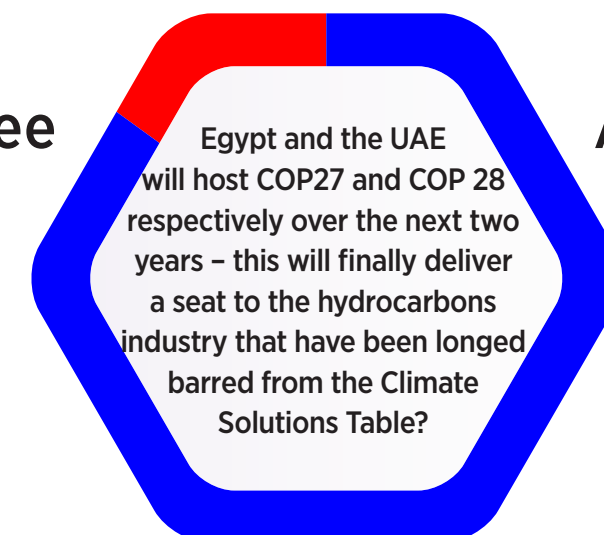 ee
Egypt and the UAE
will host COP27 and COP 28
respectively over the next two
years – this will finally deliver
a seat to the hydrocarbons
industry that have been longed
barred from the Climate
Solutions Table?